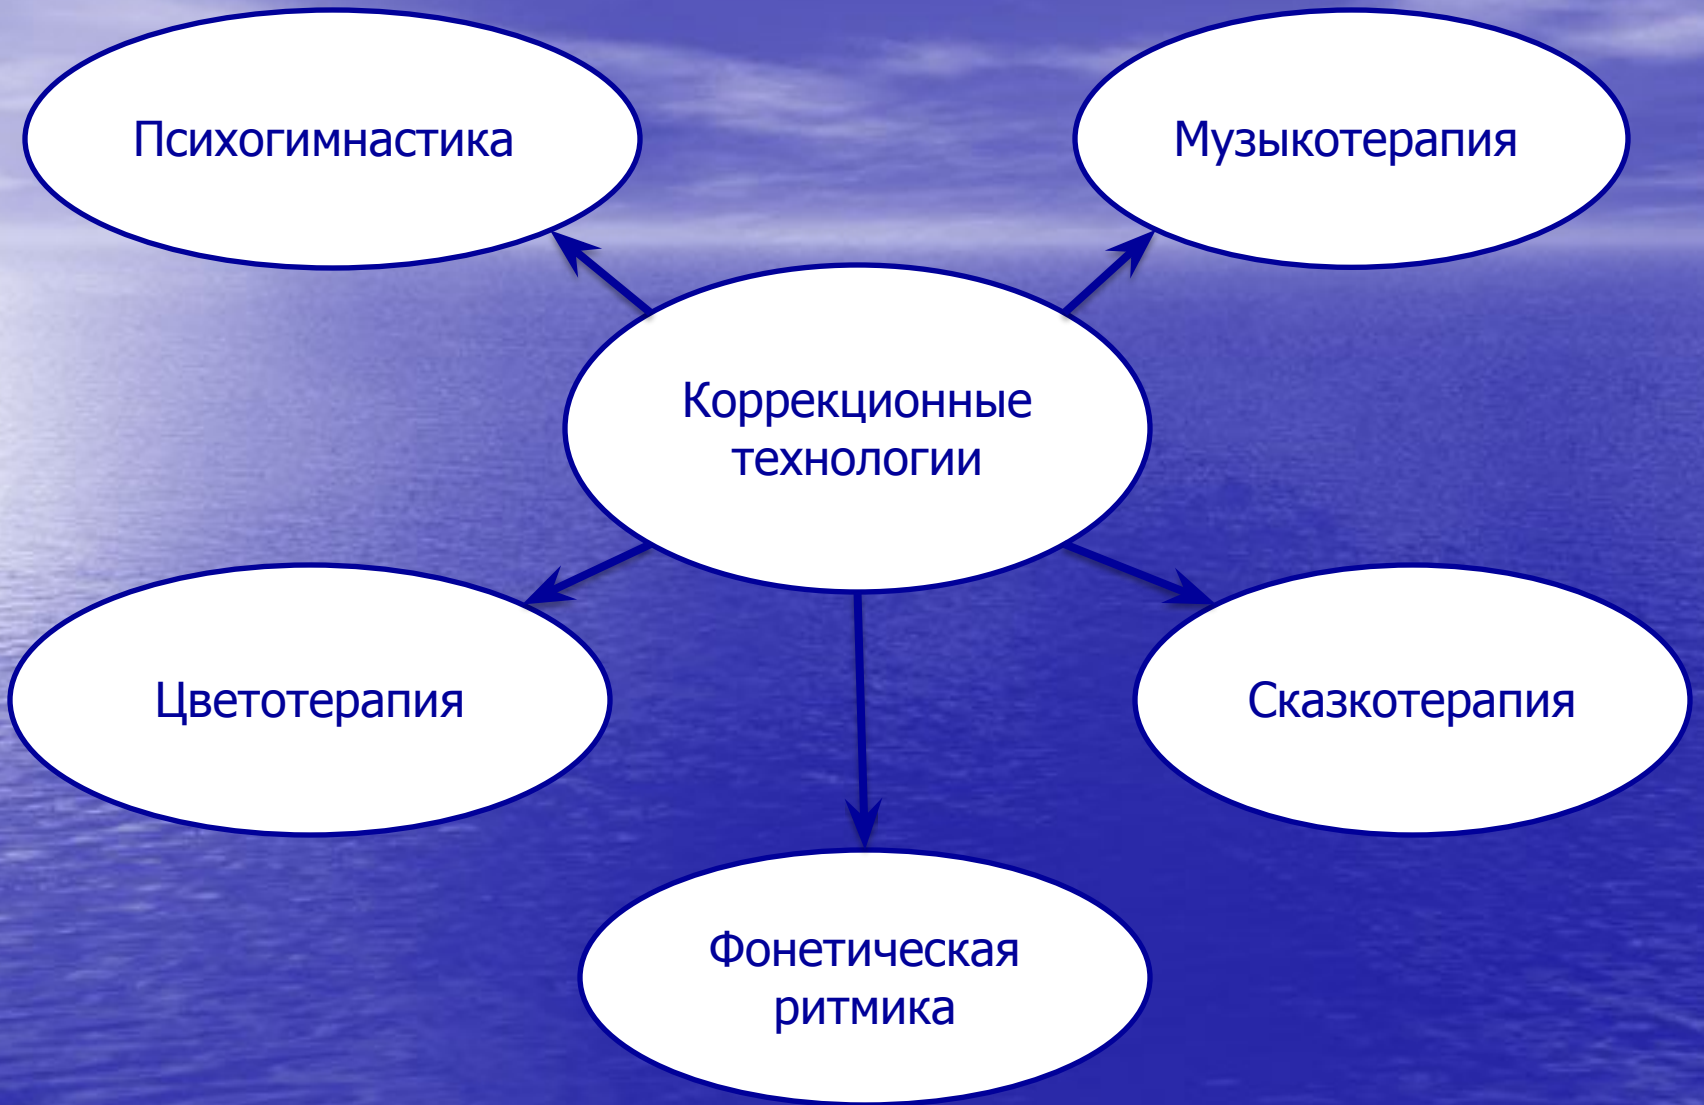 Психогимнастика
Музыкотерапия
Коррекционные
технологии
Цветотерапия
Сказкотерапия
Фонетическая
ритмика